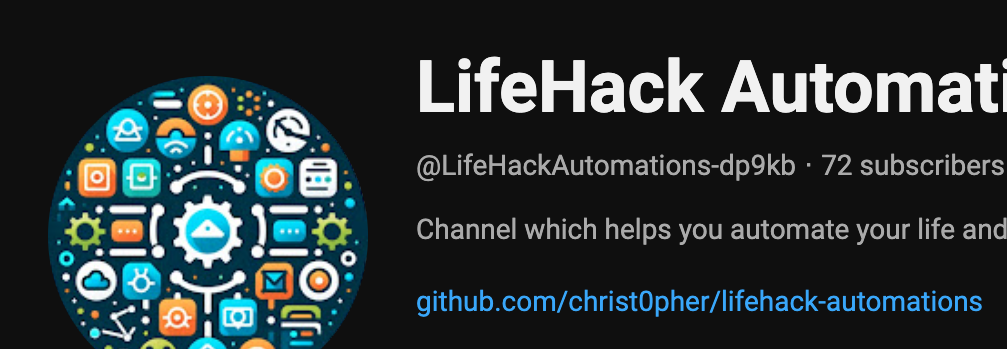 LifeHack Automati
@LifeHackAutomations-dp9kb · 72 subscribers
Channel which helps you automate your life and
github.com/christ0pher/lifehack-automations